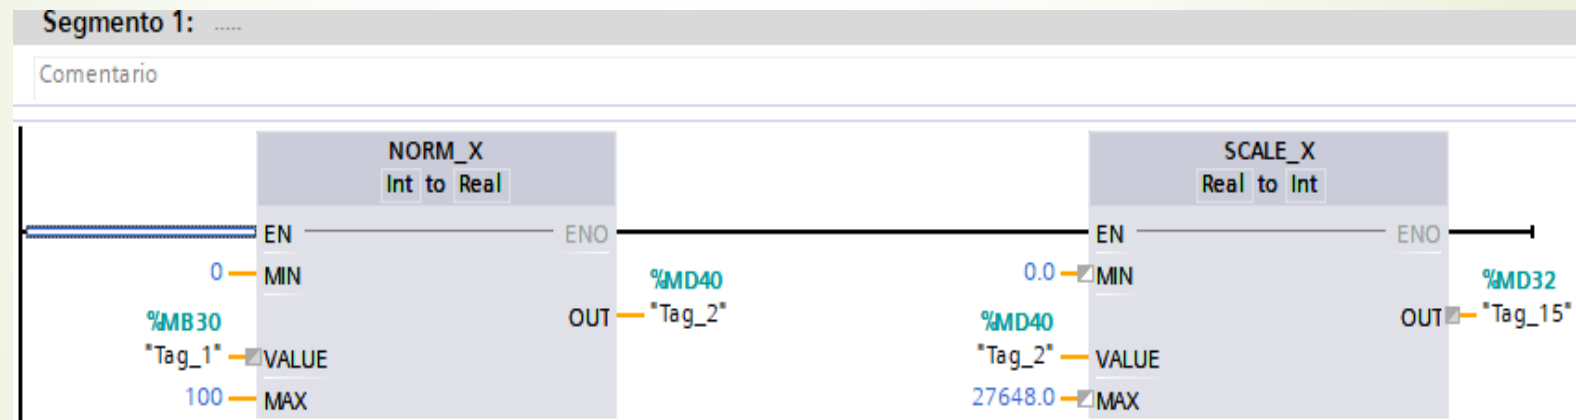 Segmento 1: .....
Comentario
NORM_X
Int to Real
EN ENO
0 MIN
%MD40
OUT "Tag_2"
%MB30
"Tag_1" VALUE
100 MAX
SCALE_X
Real to Int
EN ENO
0.0 MIN
%MD32
OUT "Tag_15"
%MD40
"Tag_2" VALUE
27648.0 MAX